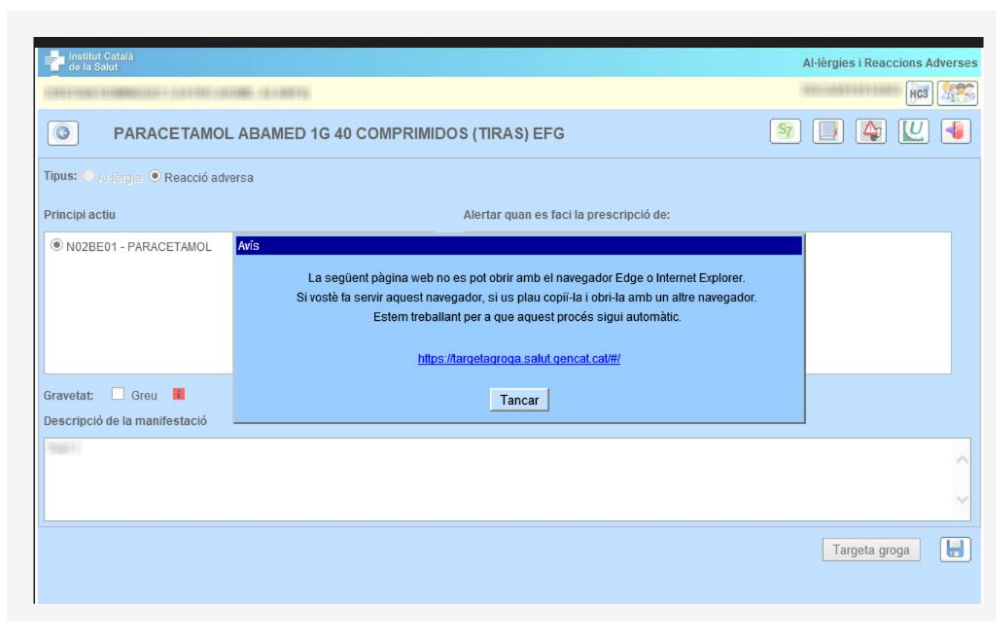 Institut Català
de la Salut
Al·lèrgies i Reaccions Adverses
HC3
PARACETAMOL ABAMED 1G 40 COMPRIMIDOS (TIRAS) EFG
S7
U
Tipus: Al·lèrgia Reacció adversa
Principi actiu
Alertar quan es faci la prescripció de:
N02BE01 - PARACETAMOL
Avís
La següent pàgina web no es pot obrir amb el navegador Edge o Internet Explorer.
Si vostè fa servir aquest navegador, si us plau copiï-la i obri-la amb un altre navegador.
Estem treballant per a que aquest procés sigui automàtic.
https://targetagroga.salut.gencat.cat/#/
Tancar
Gravetat: Greu i
Descripció de la manifestació
Targeta groga